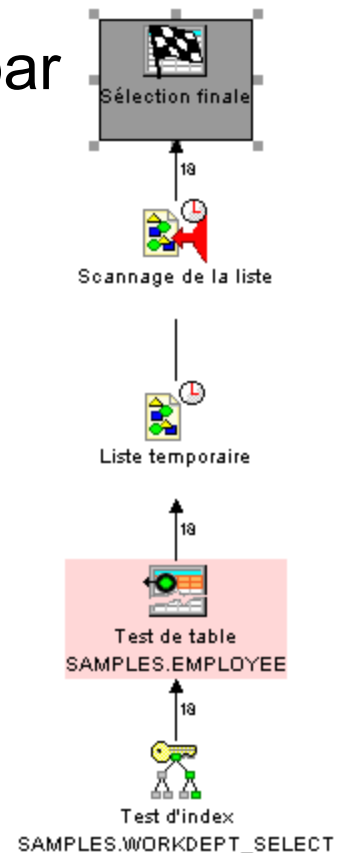 par
Sélection finale
18
Scannage de la liste
Liste temporaire
18
Test de table
SAMPLES.EMPLOYEE
18
Test d'index
SAMPLES.WORKDEPT_SELECT